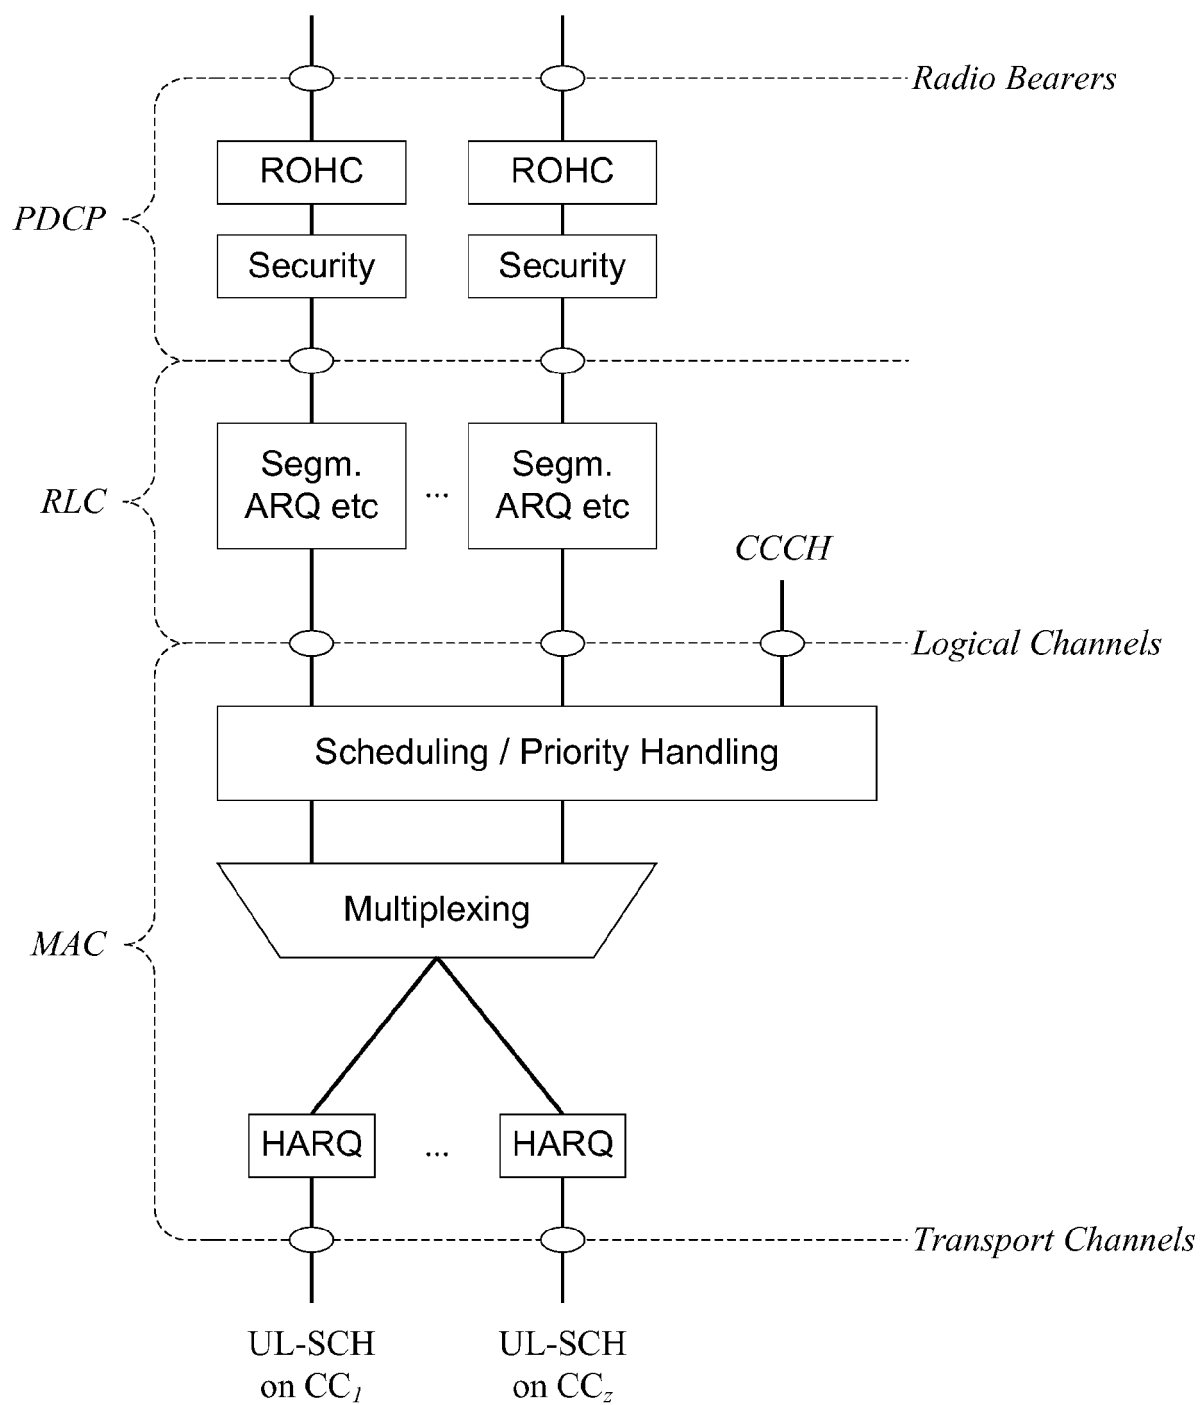 Radio Bearers
ROHC ROHC
PDCP
Security Security
Segm. Segm.
RLC
ARQ etc ... ARQ etc
CCCH
Logical Channels
Scheduling / Priority Handling
Multiplexing
MAC
HARQ ... HARQ
Transport Channels
UL-SCH UL-SCH
on CC1 on CCz